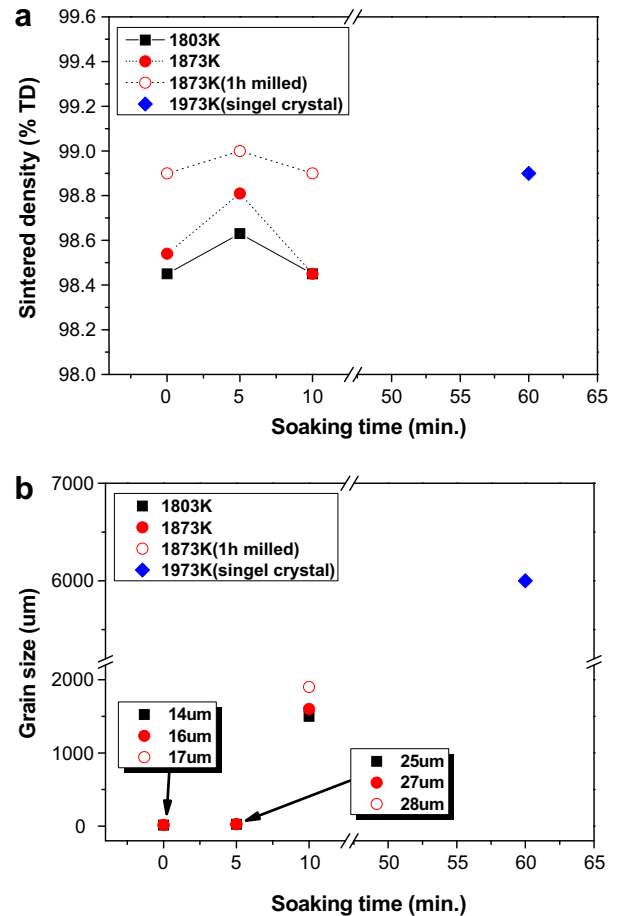 a
99.6
99.4
99.2
99.0
98.8
98.6
98.4
98.2
98.0
Sintered density (% TD)
1803K
1873K
1873K(1h milled)
1973K(singel crystal)
0 5 10 50 55 60 65
Soaking time (min.)
b
7000
6000
2000
1000
0
Grain size (um)
1803K
1873K
1873K(1h milled)
1973K(singel crystal)
14um
16um
17um
25um
27um
28um
0 5 10 50 55 60 65
Soaking time (min.)